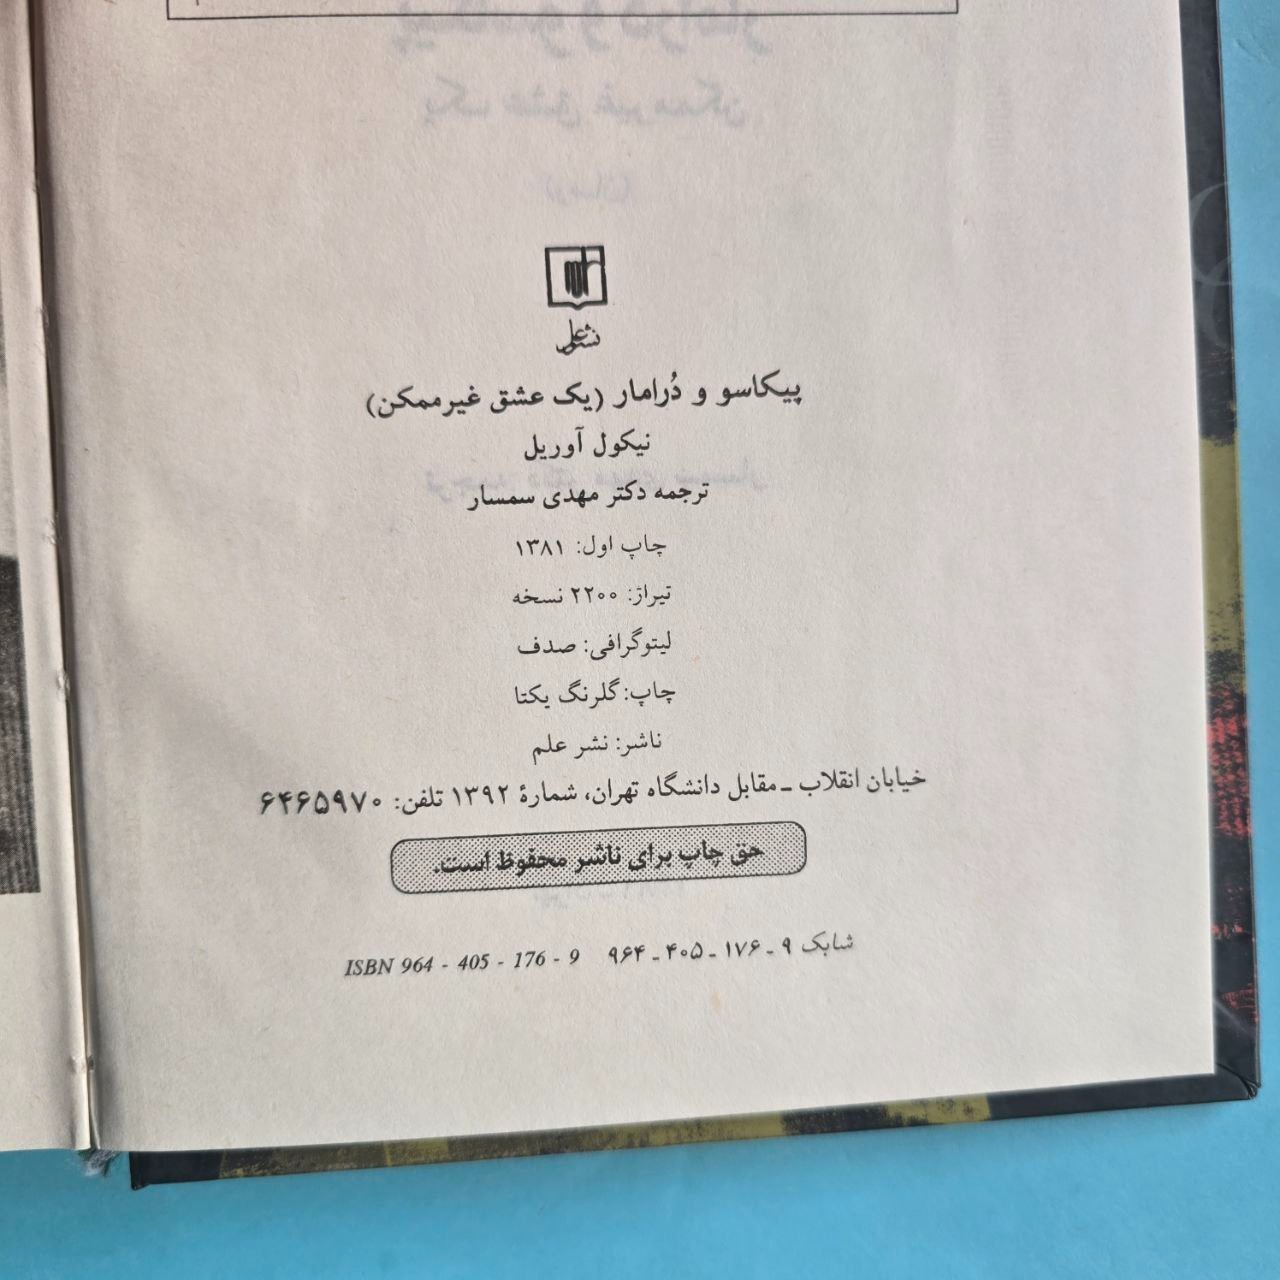 نشر علم
پیکاسو و دُرامار (یک عشق غیرممکن)
نیکول آوریل
ترجمه دکتر مهدی سمسار
چاپ اول: ۱۳۸۱
تیراژ: ۲۲۰۰ نسخه
لیتوگرافی: صدف
چاپ: گلرنگ یکتا
ناشر: نشر علم
خیابان انقلاب ـ مقابل دانشگاه تهران، شمارهٔ ۱۳۹۲ تلفن: ۶۴۶۵۹۷۰
حق چاپ برای ناشر محفوظ است.
شابک ۹ ـ ۱۷۶ ـ ۴۰۵ ـ ۹۶۴ ISBN 964 - 405 - 176 - 9